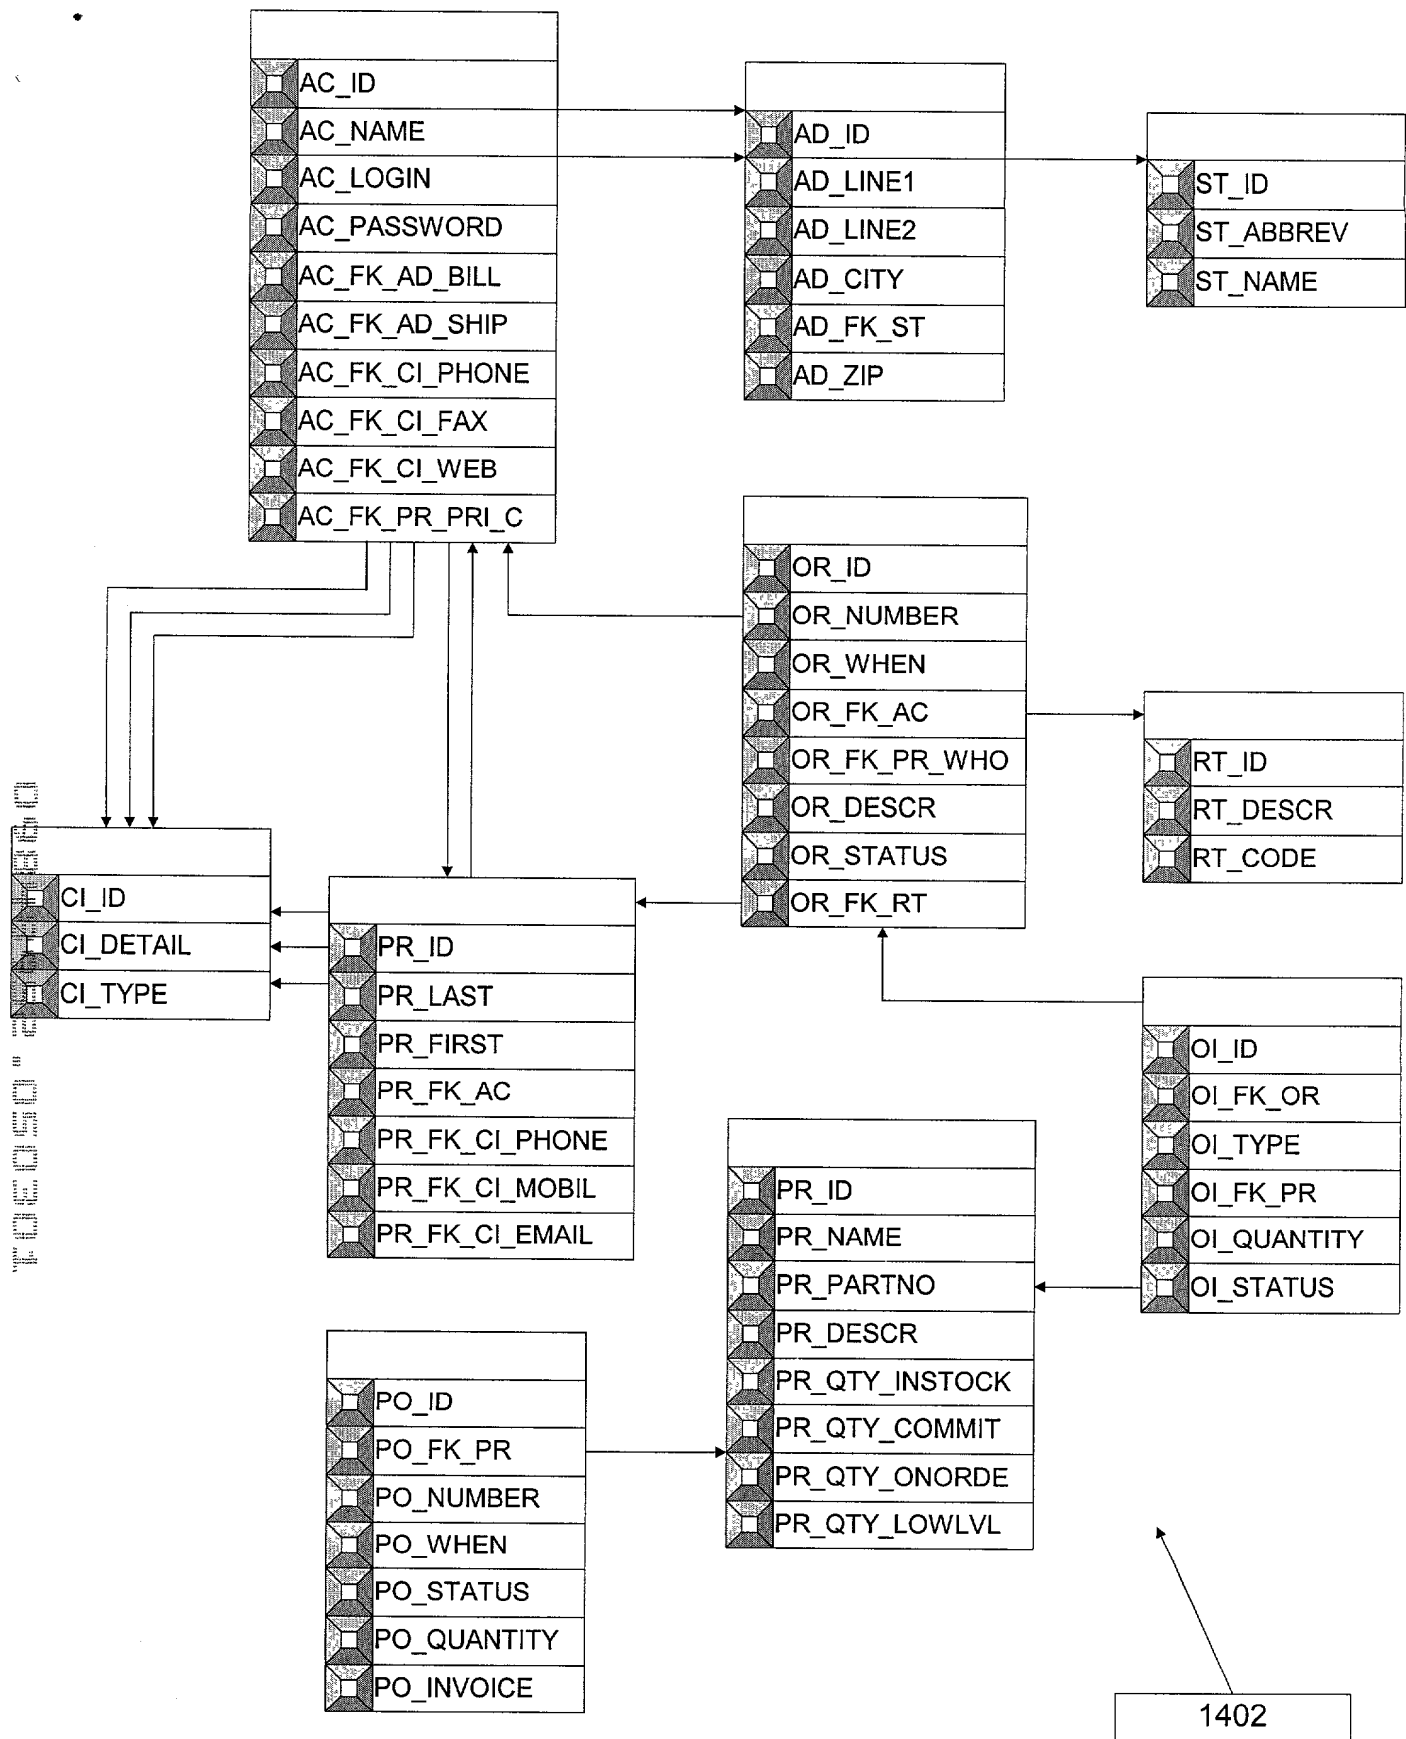 AC_ID
AC_NAME
AC_LOGIN
AC_PASSWORD
AC_FK_AD_BILL
AC_FK_AD_SHIP
AC_FK_CI_PHONE
AC_FK_CI_FAX
AC_FK_CI_WEB
AC_FK_PR_PRI_C
AD_ID
AD_LINE1
AD_LINE2
AD_CITY
AD_FK_ST
AD_ZIP
ST_ID
ST_ABBREV
ST_NAME
OR_ID
OR_NUMBER
OR_WHEN
OR_FK_AC
OR_FK_PR_WHO
OR_DESCR
OR_STATUS
OR_FK_RT
RT_ID
RT_DESCR
RT_CODE
CI_ID
CI_DETAIL
CI_TYPE
PR_ID
PR_LAST
PR_FIRST
PR_FK_AC
PR_FK_CI_PHONE
PR_FK_CI_MOBIL
PR_FK_CI_EMAIL
OI_ID
OI_FK_OR
OI_TYPE
OI_FK_PR
OI_QUANTITY
OI_STATUS
PR_ID
PR_NAME
PR_PARTNO
PR_DESCR
PR_QTY_INSTOCK
PR_QTY_COMMIT
PR_QTY_ONORDE
PR_QTY_LOWLVL
PO_ID
PO_FK_PR
PO_NUMBER
PO_WHEN
PO_STATUS
PO_QUANTITY
PO_INVOICE
1402